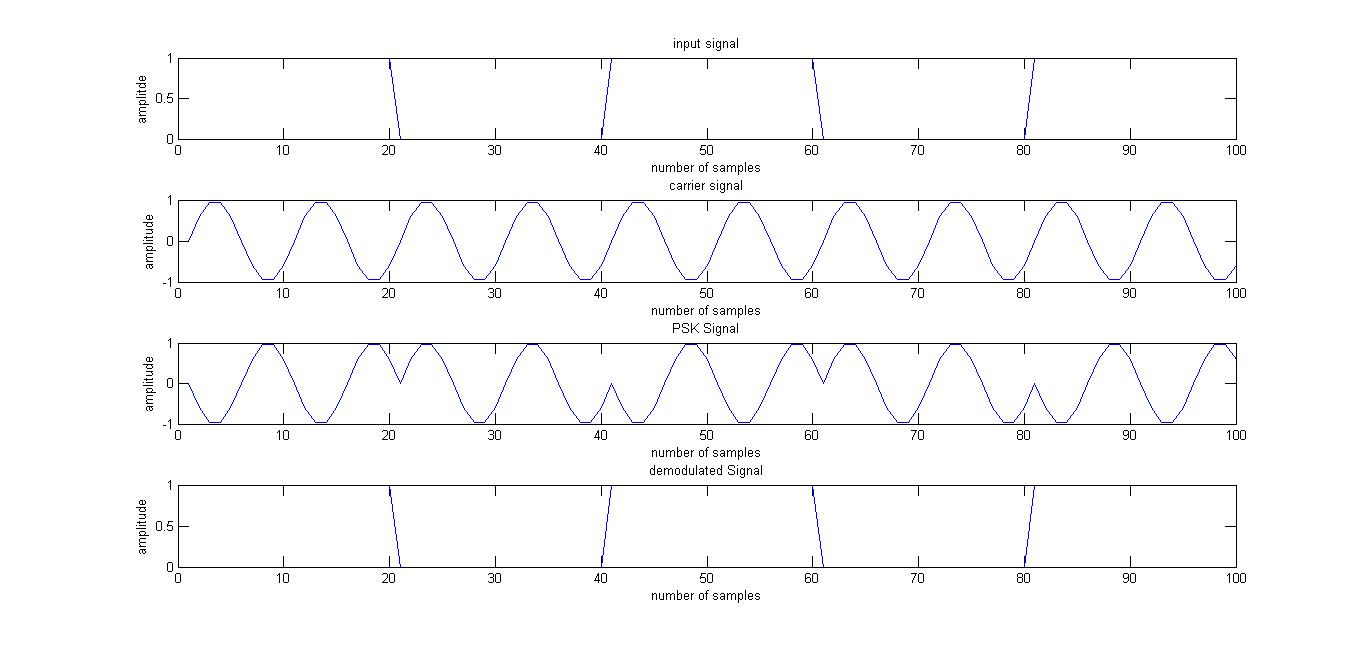 input signal
1
0.5
0
amplitde
0 10 20 30 40 50 60 70 80 90 100
number of samples
carrier signal
1
0
-1
amplitude
0 10 20 30 40 50 60 70 80 90 100
number of samples
PSK Signal
1
0
-1
amplitude
0 10 20 30 40 50 60 70 80 90 100
number of samples
demodulated Signal
1
0.5
0
amplitude
0 10 20 30 40 50 60 70 80 90 100
number of samples